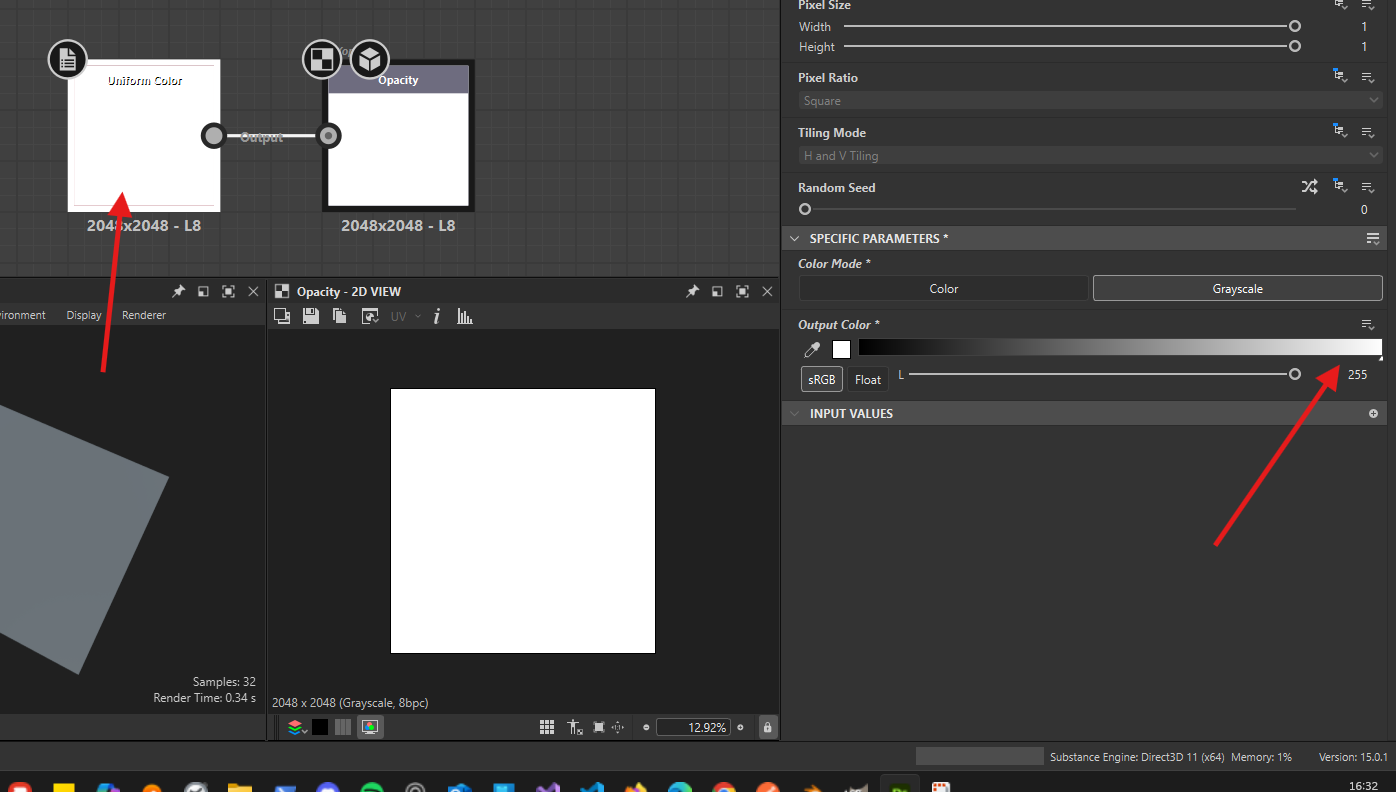 Pixel Size
Width 1
Height 1
Pixel Ratio
Square
Tiling Mode
H and V Tiling
Random Seed
0
SPECIFIC PARAMETERS *
Color Mode *
Color Grayscale
Output Color *
sRGB Float L 255
INPUT VALUES
Uniform Color
Output
Opacity
2048x2048 - L8
2048x2048 - L8
Display Renderer
Samples: 32
Render Time: 0.34 s
Opacity - 2D VIEW
UV
2048 x 2048 (Grayscale, 8bpc)
12.92%
Substance Engine: Direct3D 11 (x64) Memory: 1% Version: 15.0.1
16:32